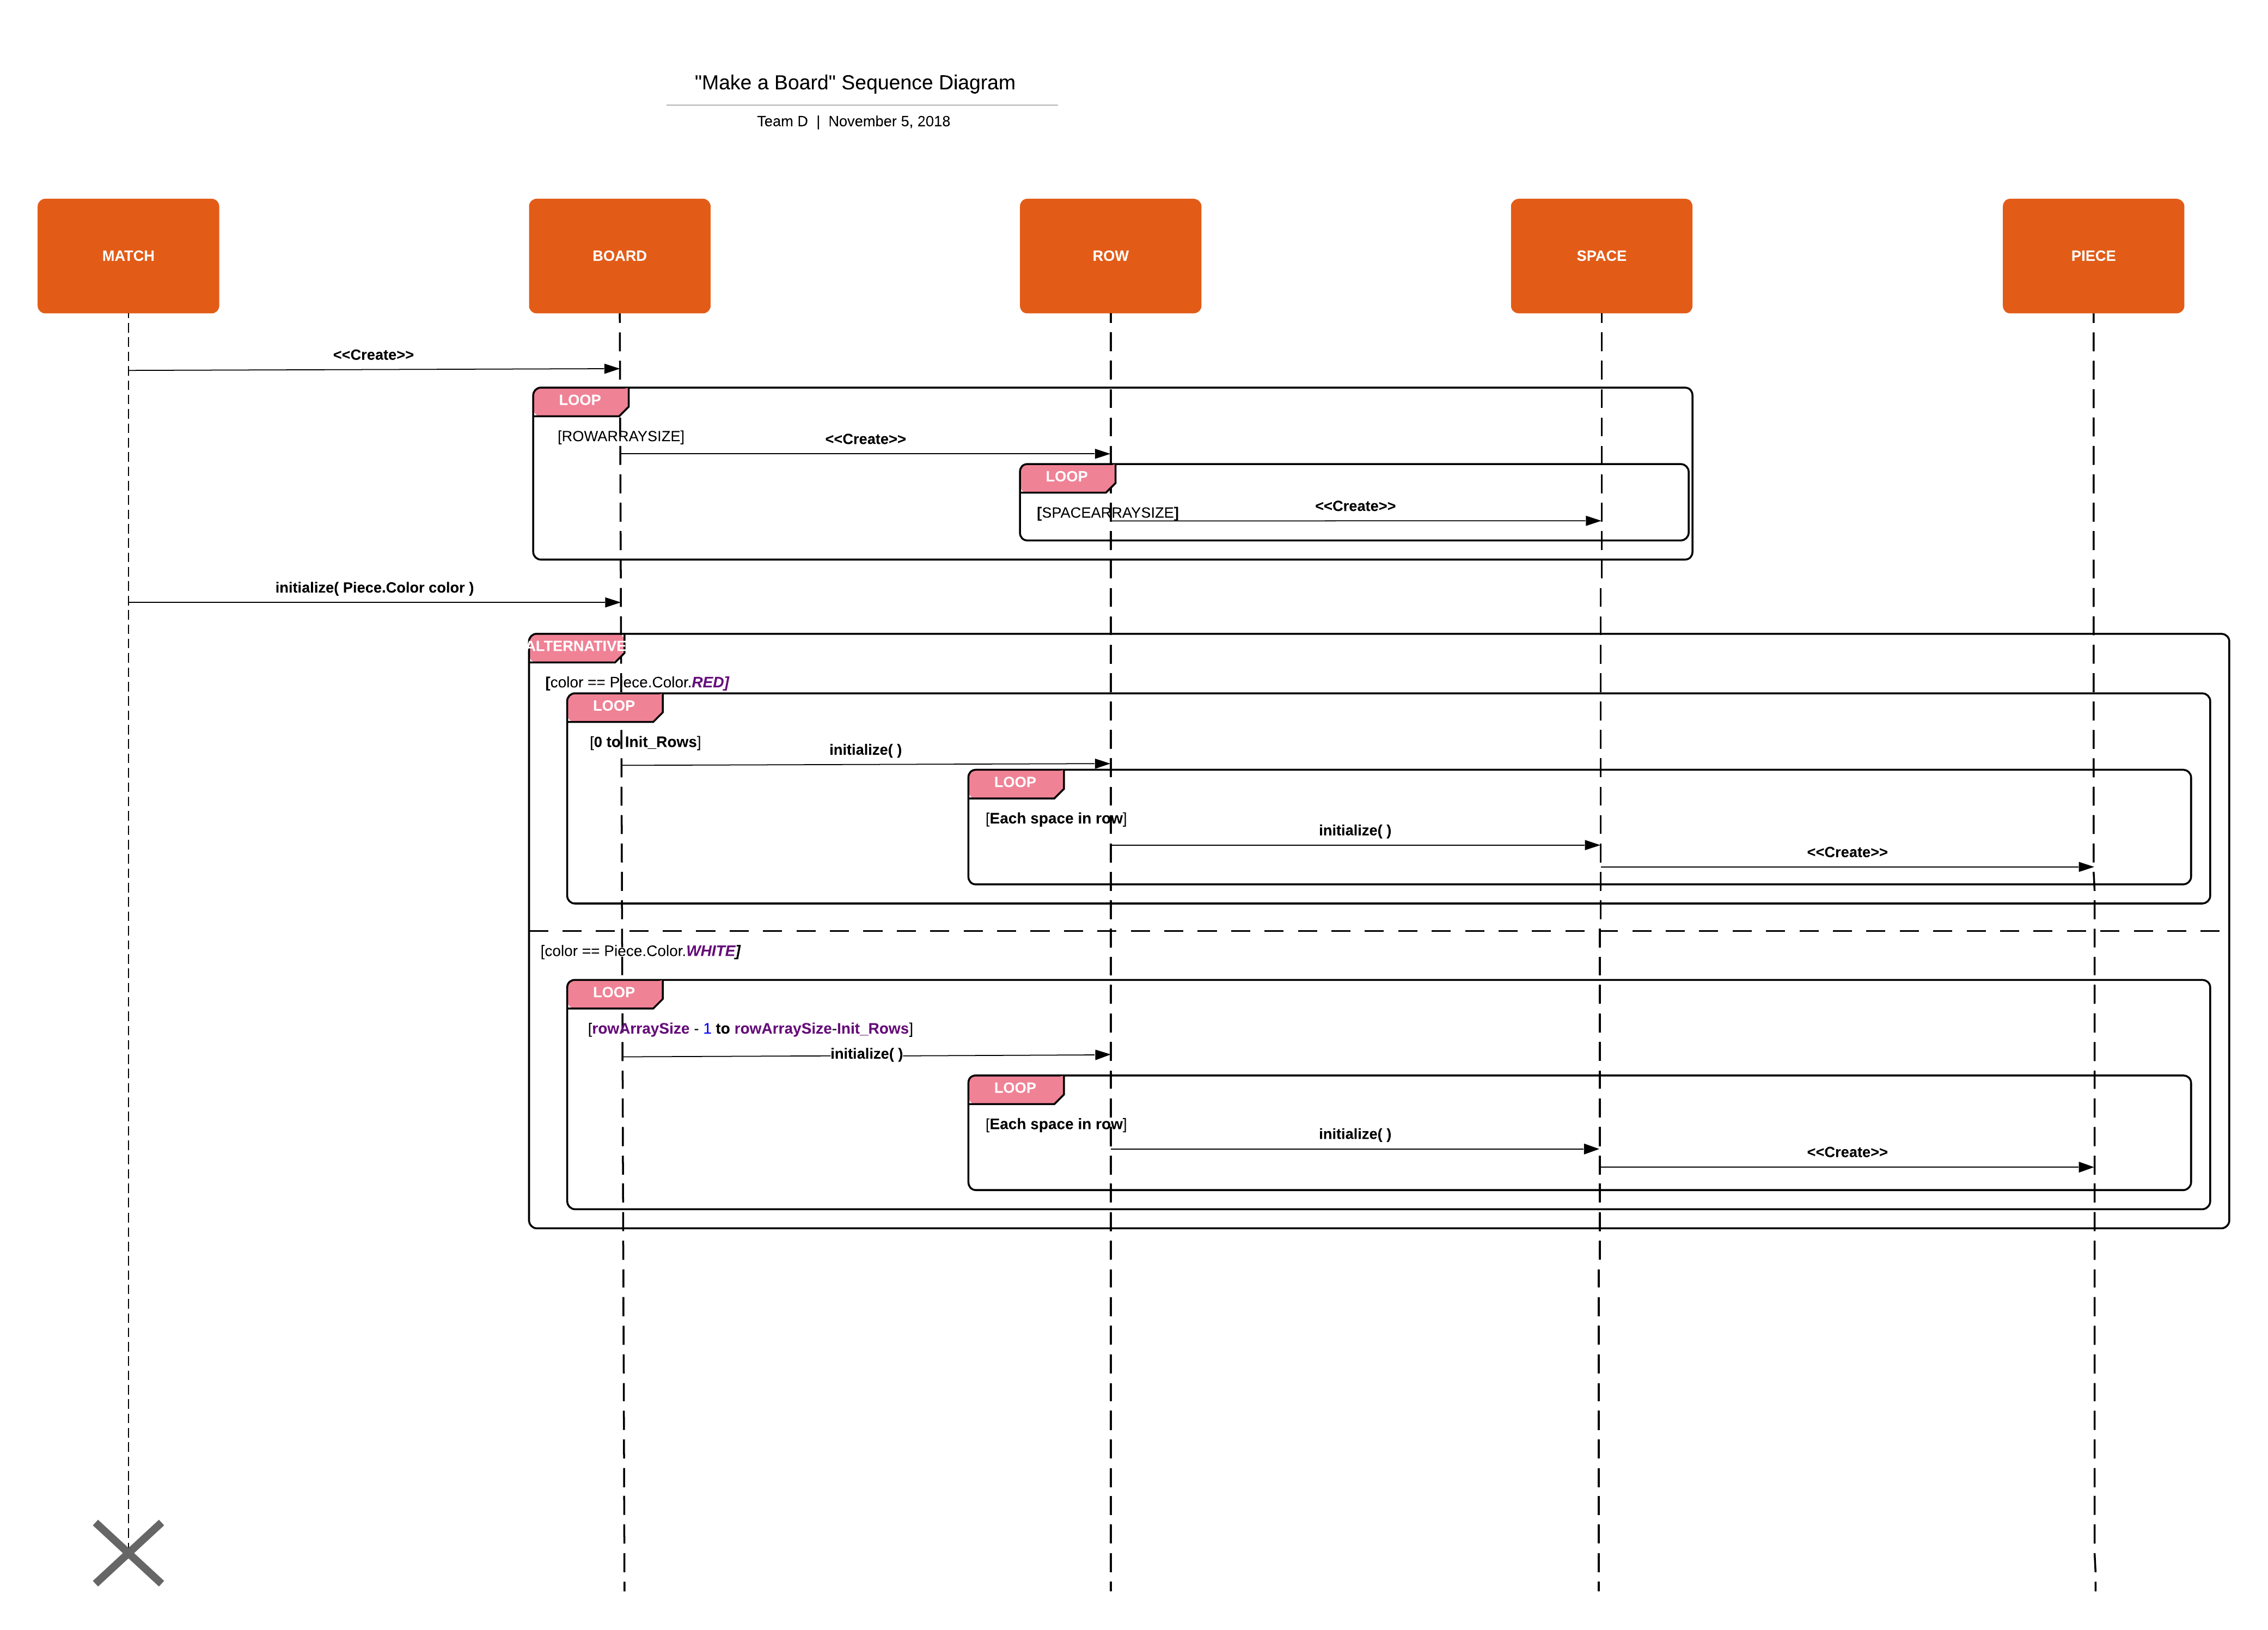 "Make a Board" Sequence Diagram
Team D | November 5, 2018
MATCH
BOARD
ROW
SPACE
PIECE
<<Create>>
LOOP
[ROWARRAYSIZE]
<<Create>>
LOOP
[SPACEARRAYSIZE]
<<Create>>
initialize( Piece.Color color )
ALTERNATIVE
[color == Piece.Color.RED]
LOOP
[0 to Init_Rows]
initialize( )
LOOP
[Each space in row]
initialize( )
<<Create>>
[color == Piece.Color.WHITE]
LOOP
[rowArraySize - 1 to rowArraySize-Init_Rows]
initialize( )
LOOP
[Each space in row]
initialize( )
<<Create>>